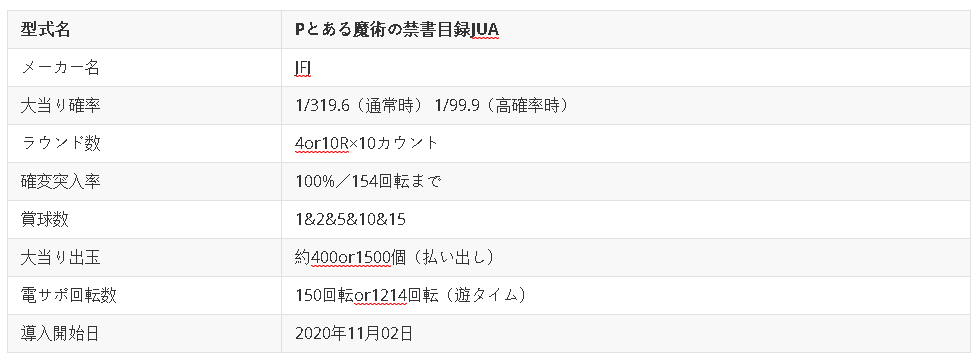 型式名 Pとある魔術の禁書目録JUA
メーカー名 JFJ
大当り確率 1/319.6（通常時） 1/99.9（高確率時）
ラウンド数 4or10R×10カウント
確変突入率 100%／154回転まで
賞球数 1&2&5&10&15
大当り出玉 約400or1500個（払い出し）
電サポ回転数 150回転or1214回転（遊タイム）
導入開始日 2020年11月02日